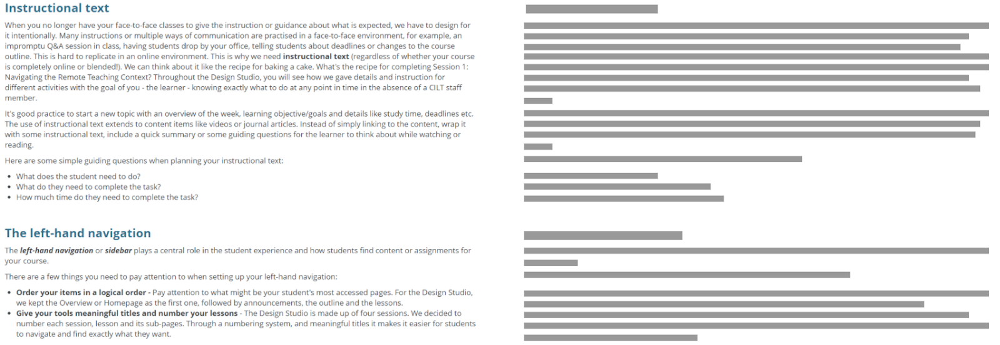 Instructional text
When you no longer have your face-to-face classes to give the instruction or guidance about what is expected, we have to design for
it intentionally. Many instructions or multiple ways of communication are practised in a face-to-face environment, for example, an
impromptu Q&A session in class, having students drop by your office, telling students about deadlines or changes to the course
outline. This is hard to replicate in an online environment. This is why we need instructional text (regardless of whether your course
is completely online or blended!). We can think about it like the recipe for baking a cake. What's the recipe for completing Session 1:
Navigating the Remote Teaching Context? Throughout the Design Studio, you will see how we gave details and instruction for
different activities with the goal of you - the learner - knowing exactly what to do at any point in time in the absence of a CILT staff
member.
It's good practice to start a new topic with an overview of the week, learning objective/goals and details like study time, deadlines etc.
The use of instructional text extends to content items like videos or journal articles. Instead of simply linking to the content, wrap it
with some instructional text, include a quick summary or some guiding questions for the learner to think about while watching or
reading.
Here are some simple guiding questions when planning your instructional text:
• What does the student need to do?
• What do they need to complete the task?
• How much time do they need to complete the task?
The left-hand navigation
The left-hand navigation or sidebar plays a central role in the student experience and how students find content or assignments for
your course.
There are a few things you need to pay attention to when setting up your left-hand navigation:
• Order your items in a logical order - Pay attention to what might be your student's most accessed pages. For the Design Studio,
we kept the Overview or Homepage as the first one, followed by announcements, the outline and the lessons.
• Give your tools meaningful titles and number your lessons - The Design Studio is made up of four sessions. We decided to
number each session, lesson and its sub-pages. Through a numbering system, and meaningful titles it makes it easier for students
to navigate and find exactly what they want.